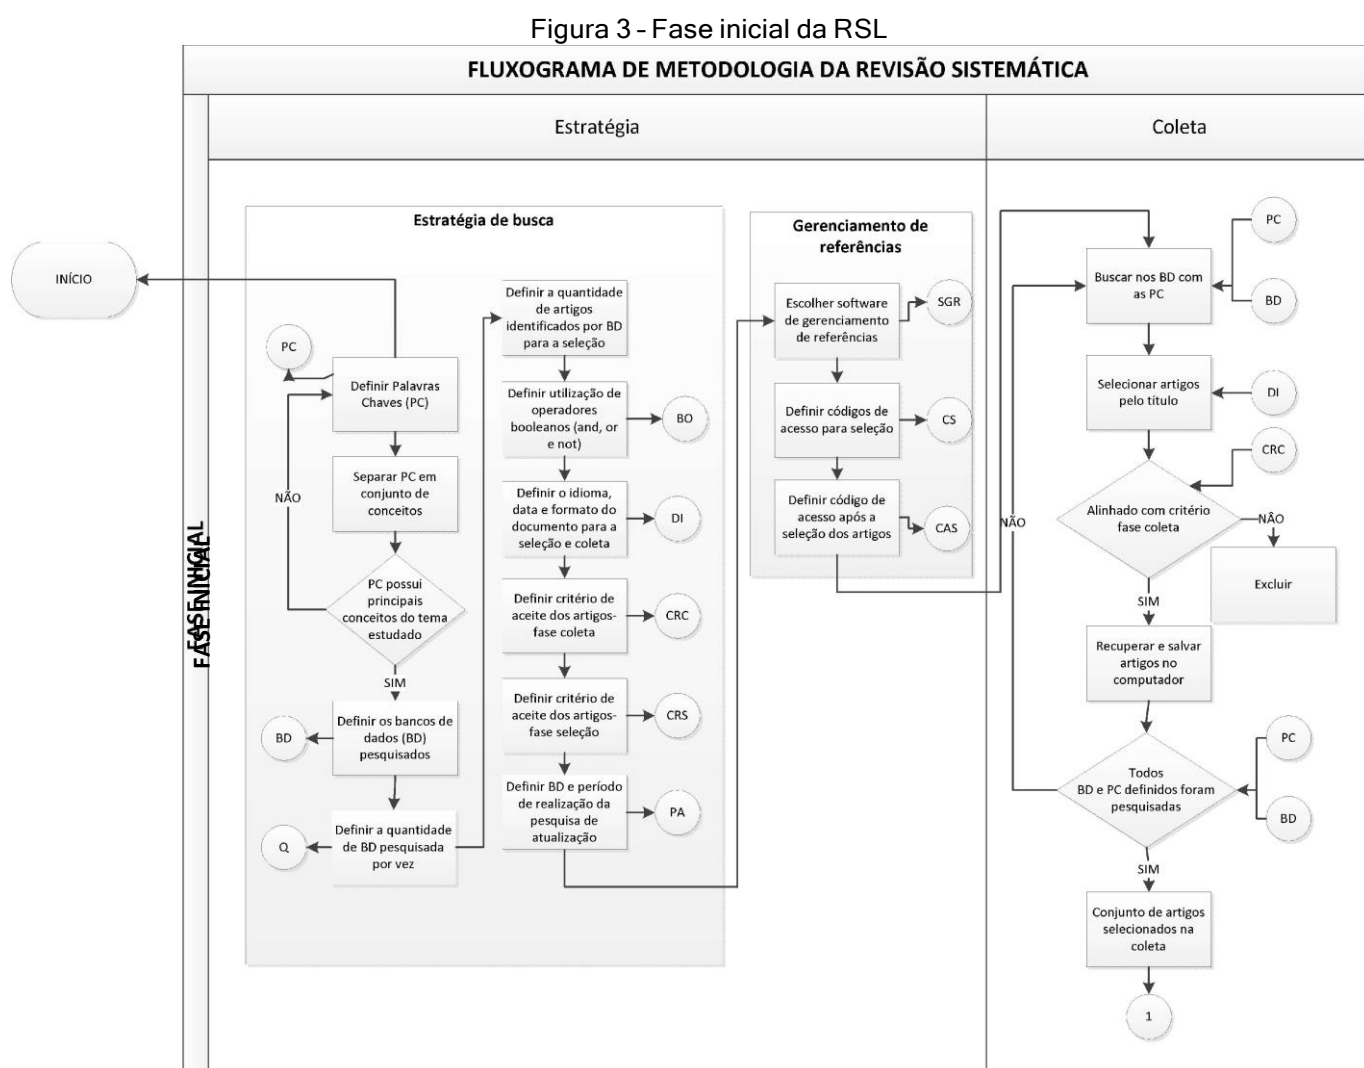 Figura 3 - Fase inicial da RSL
FLUXOGRAMA DE METODOLOGIA DA REVISÃO SISTEMÁTICA
Estratégia
Coleta
FASE INICIAL
FASE INICIAL
INÍCIO
Estratégia de busca
PC
Definir Palavras
Chaves (PC)
Separar PC em
conjunto de
conceitos
NÃO
PC possui
principais
conceitos do tema
estudado
SIM
Definir os bancos de
dados (BD)
pesquisados
BD
Definir a quantidade
de BD pesquisada
por vez
Q
Definir a quantidade
de artigos
identificados por BD
para a seleção
Definir utilização de
operadores
booleanos (and, or
e not)
BO
Definir o idioma,
data e formato do
documento para a
seleção e coleta
DI
Definir critério de
aceite dos artigos-
fase coleta
CRC
Definir critério de
aceite dos artigos-
fase seleção
CRS
Definir BD e período
de realização da
pesquisa de
atualização
PA
Gerenciamento de
referências
Escolher software
de gerenciamento
de referências
SGR
Definir códigos de
acesso para seleção
CS
Definir código de
acesso após a
seleção dos artigos
CAS
PC
Buscar nos BD com
as PC
BD
Selecionar artigos
pelo título
DI
CRC
Alinhado com critério
fase coleta
NÂO
Excluir
SIM
NÃO
Recuperar e salvar
artigos no
computador
PC
Todos
BD e PC definidos foram
pesquisadas
BD
SIM
Conjunto de artigos
selecionados na
coleta
1